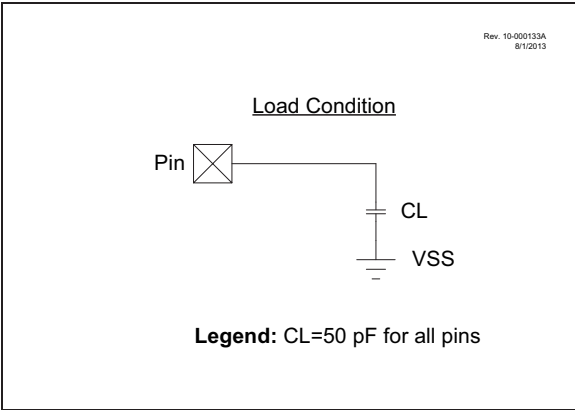 Rev. 10-000133A
8/1/2013
Load Condition
Pin
CL
VSS
Legend: CL=50 pF for all pins